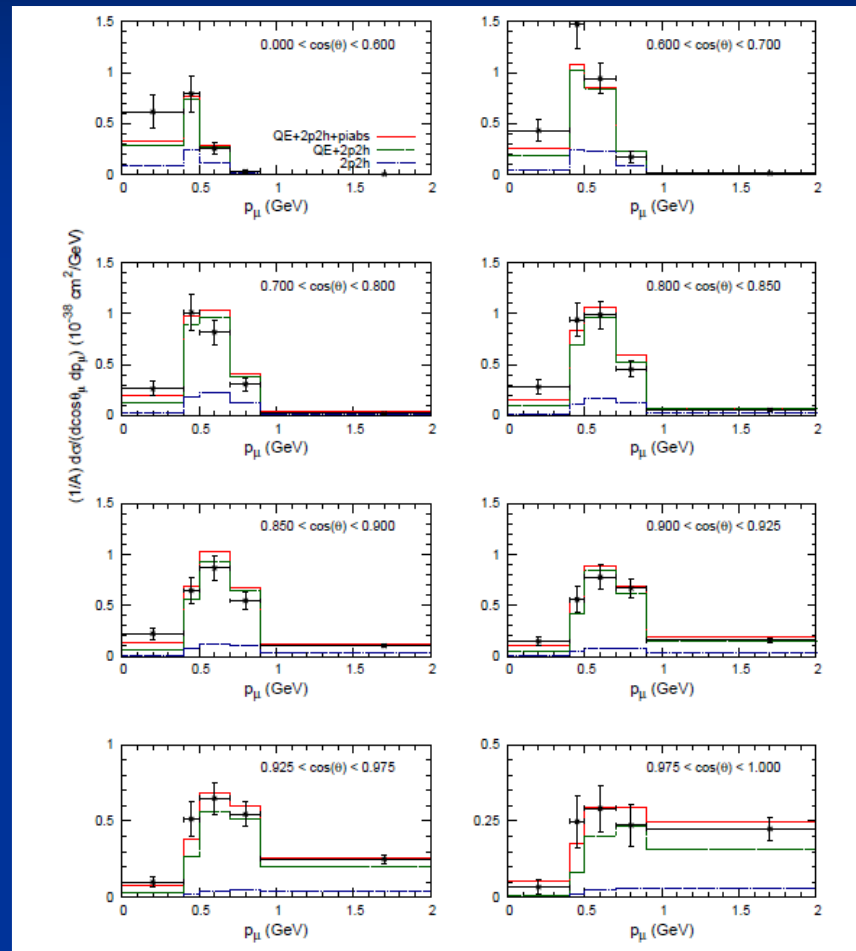 (1/A) dσ/(dcosθμ dpμ) (10⁻³⁸ cm²/GeV)
0.000 < cos(θ) < 0.600
QE+2p2h+piabs
QE+2p2h
2p2h
0 0.5 1 1.5
0 0.5 1 1.5 2
pμ (GeV)
0.600 < cos(θ) < 0.700
0 0.5 1 1.5
0 0.5 1 1.5 2
pμ (GeV)
0.700 < cos(θ) < 0.800
0 0.5 1 1.5
0 0.5 1 1.5 2
pμ (GeV)
0.800 < cos(θ) < 0.850
0 0.5 1 1.5
0 0.5 1 1.5 2
pμ (GeV)
0.850 < cos(θ) < 0.900
0 0.5 1 1.5
0 0.5 1 1.5 2
pμ (GeV)
0.900 < cos(θ) < 0.925
0 0.5 1 1.5
0 0.5 1 1.5 2
pμ (GeV)
0.925 < cos(θ) < 0.975
0 0.5 1
0 0.5 1 1.5 2
pμ (GeV)
0.975 < cos(θ) < 1.000
0 0.25 0.5
0 0.5 1 1.5 2
pμ (GeV)